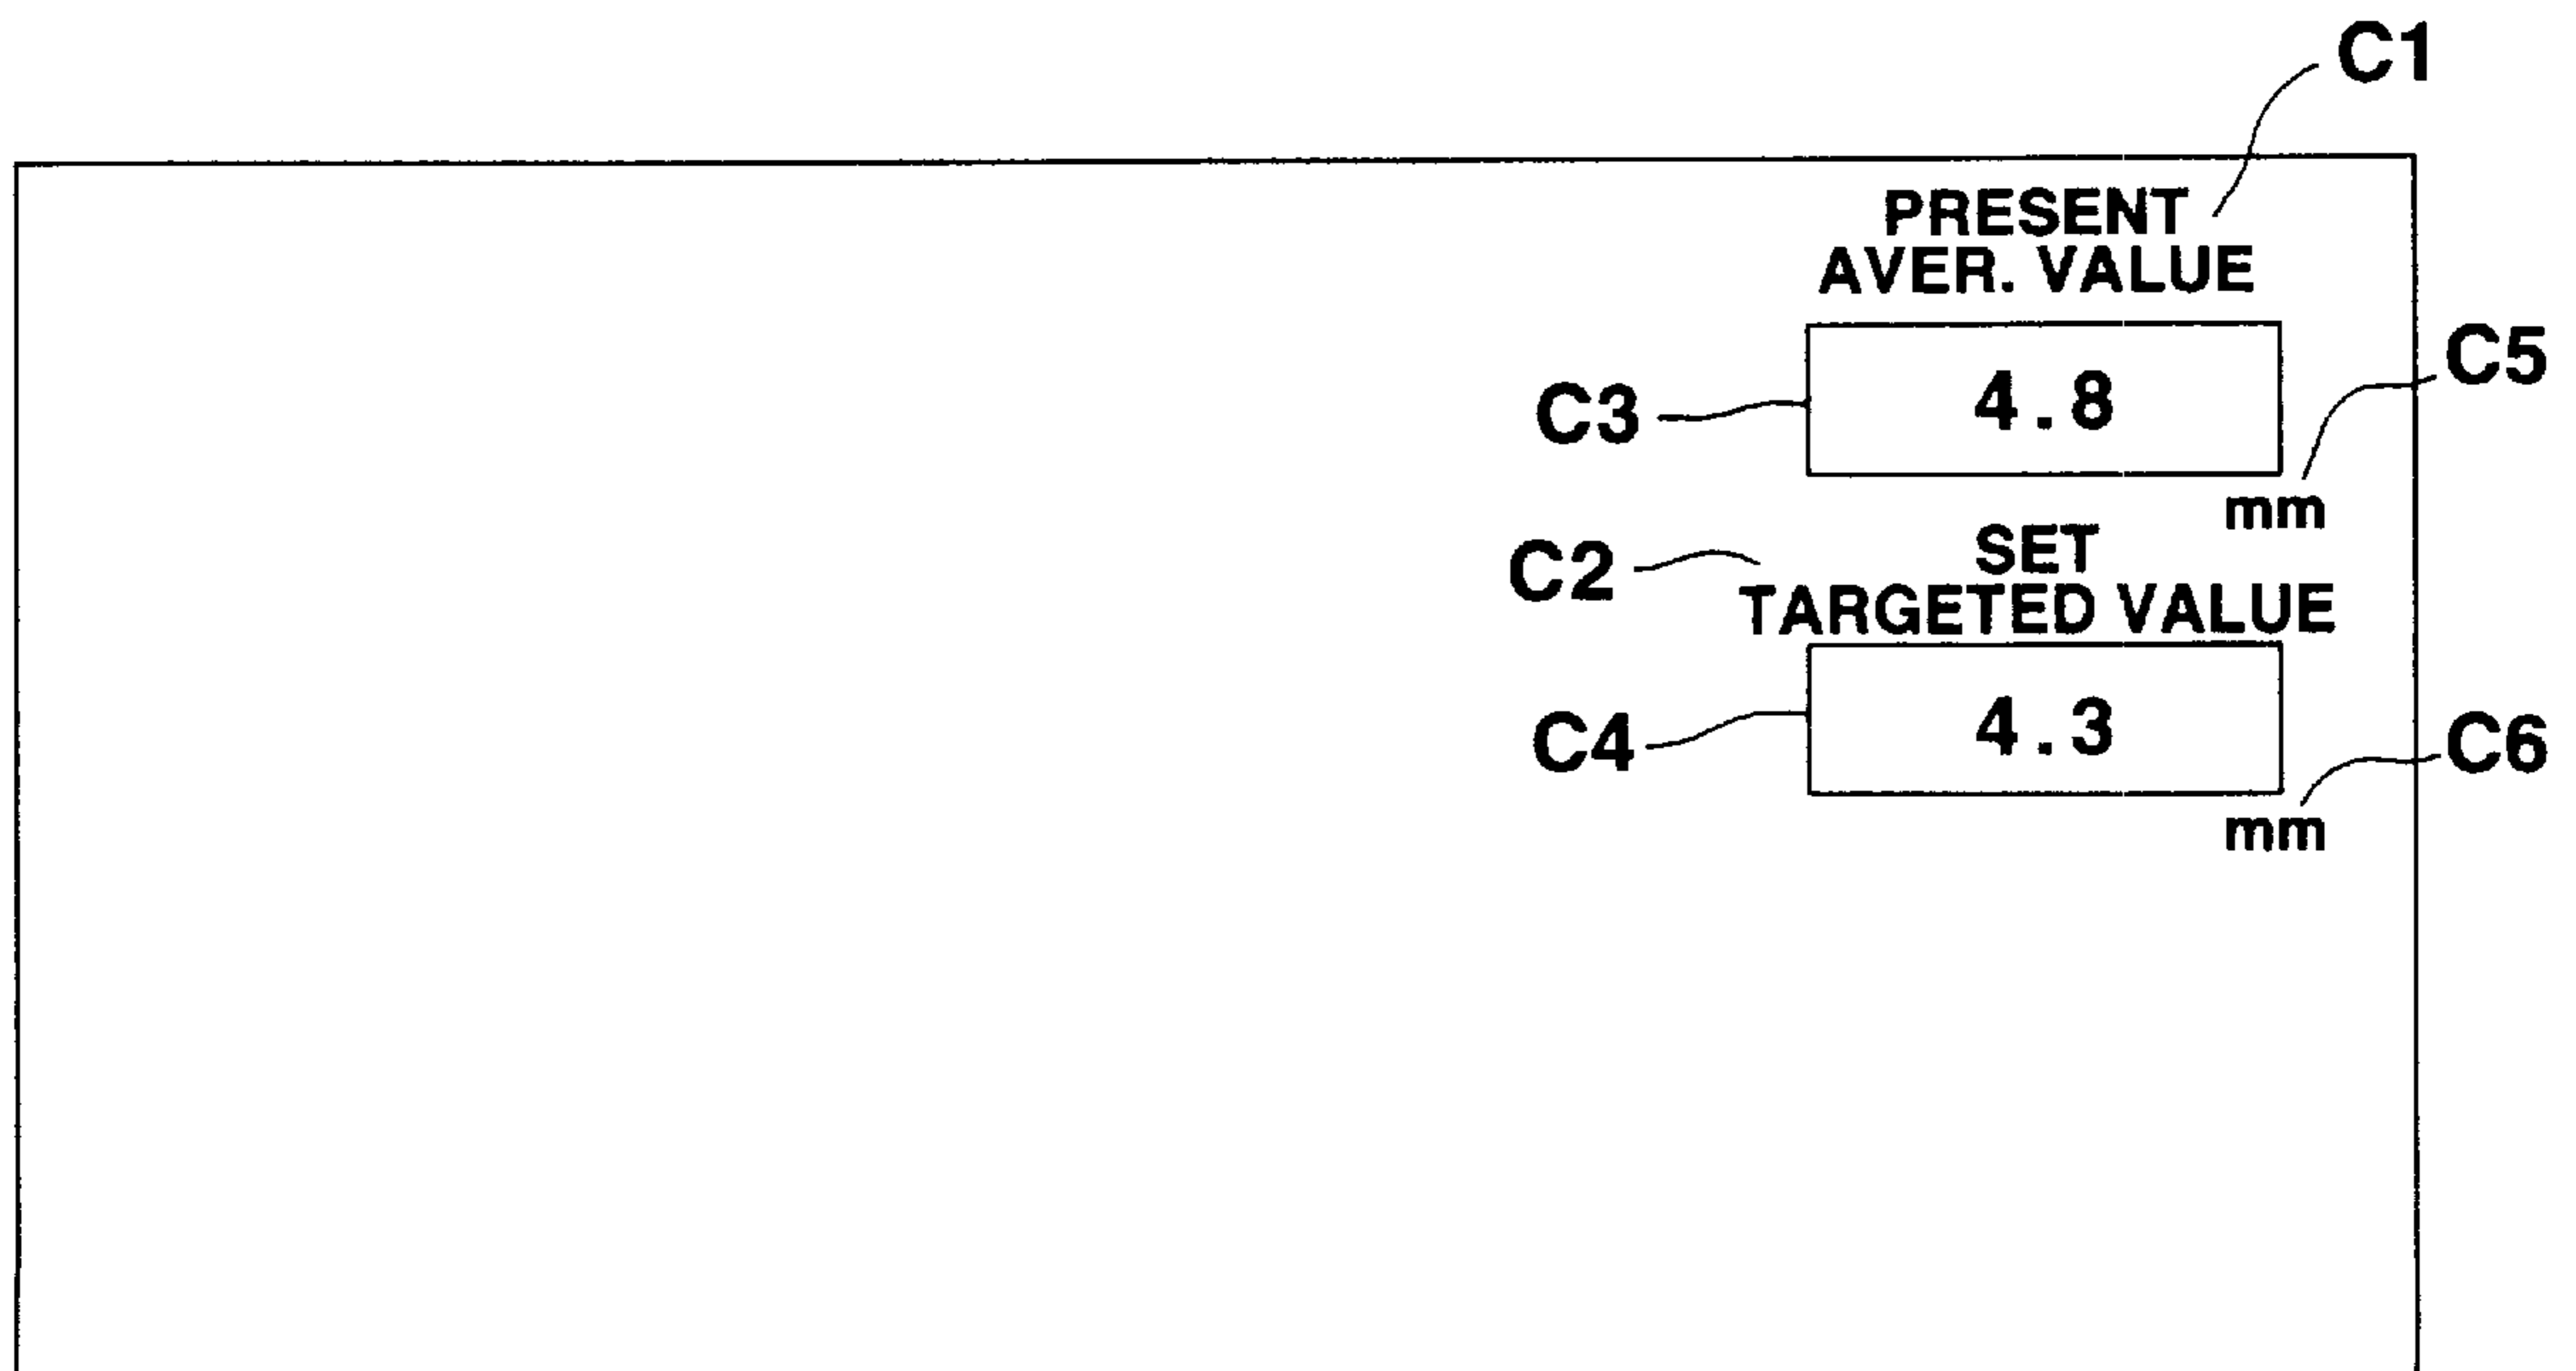 C1
PRESENT
AVER. VALUE
C5
C3
4.8
mm
SET
C2
TARGETED VALUE
C4
4.3
C6
mm